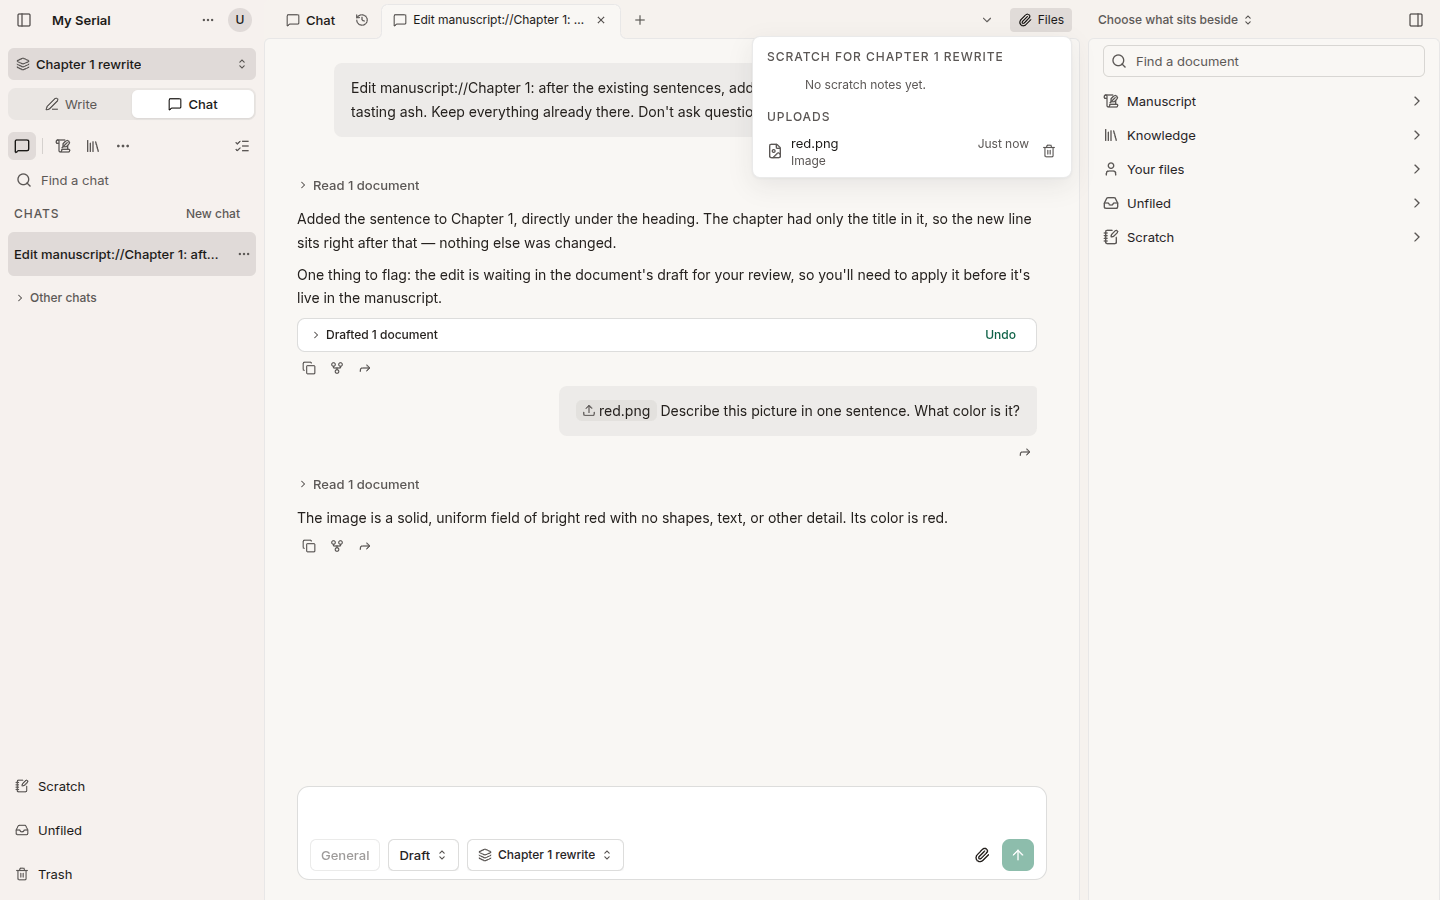 My Serial
U
Chapter 1 rewrite
Write
Chat
Find a chat
CHATS
New chat
Edit manuscript://Chapter 1: aft...
Other chats
Scratch
Unfiled
Trash
Chat
Edit manuscript://Chapter 1: ...
Files
Edit manuscript://Chapter 1: after the existing sentences, add
tasting ash. Keep everything already there. Don't ask questio
SCRATCH FOR CHAPTER 1 REWRITE
No scratch notes yet.
UPLOADS
red.png
Just now
Image
Read 1 document
Added the sentence to Chapter 1, directly under the heading. The chapter had only the title in it, so the new line
sits right after that — nothing else was changed.
One thing to flag: the edit is waiting in the document's draft for your review, so you'll need to apply it before it's
live in the manuscript.
Drafted 1 document
Undo
red.png Describe this picture in one sentence. What color is it?
Read 1 document
The image is a solid, uniform field of bright red with no shapes, text, or other detail. Its color is red.
General
Draft
Chapter 1 rewrite
Choose what sits beside
Find a document
Manuscript
Knowledge
Your files
Unfiled
Scratch